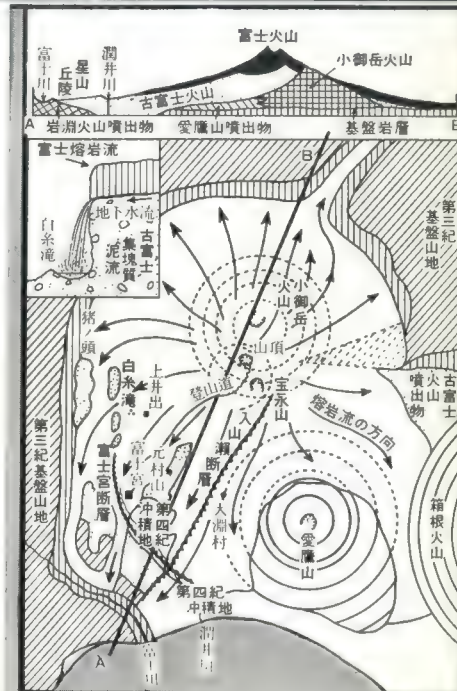 富士火山
小御岳火山
富士川
星山丘陵
潤井川
古富士火山
A
岩淵火山噴出物
愛鷹山噴出物
基盤岩層
B
富士熔岩流
地下水流
白糸滝
古富士
集塊質
泥流
B
第三紀
基盤山地
小御岳
火山
山頂
猪ノ頭
白糸滝
上井出
登山道
宝永山
古富士
火山
噴出物
熔岩流の方向
入山瀬断層
元村山
富士宮
富士宮断層
第三紀基盤山地
第四紀
沖積地
大淵村
愛鷹山
箱根火山
第四紀
沖積地
潤井川
富士川
A